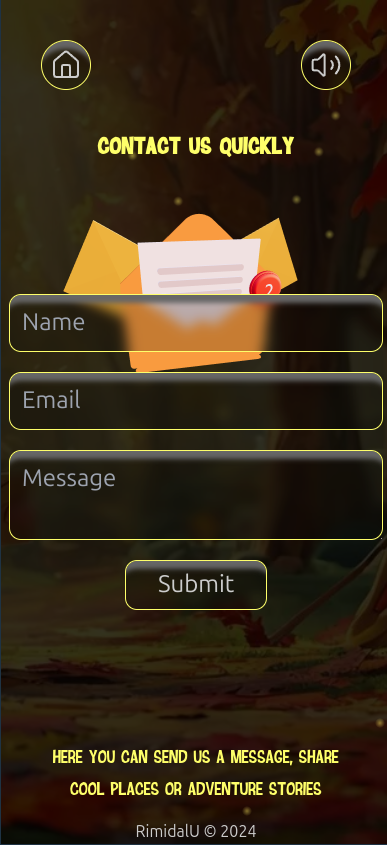 CONTACT US QUICKLY
2
Name
Email
Message
Submit
HERE YOU CAN SEND US A MESSAGE, SHARE
COOL PLACES OR ADVENTURE STORIES
RimidalU © 2024